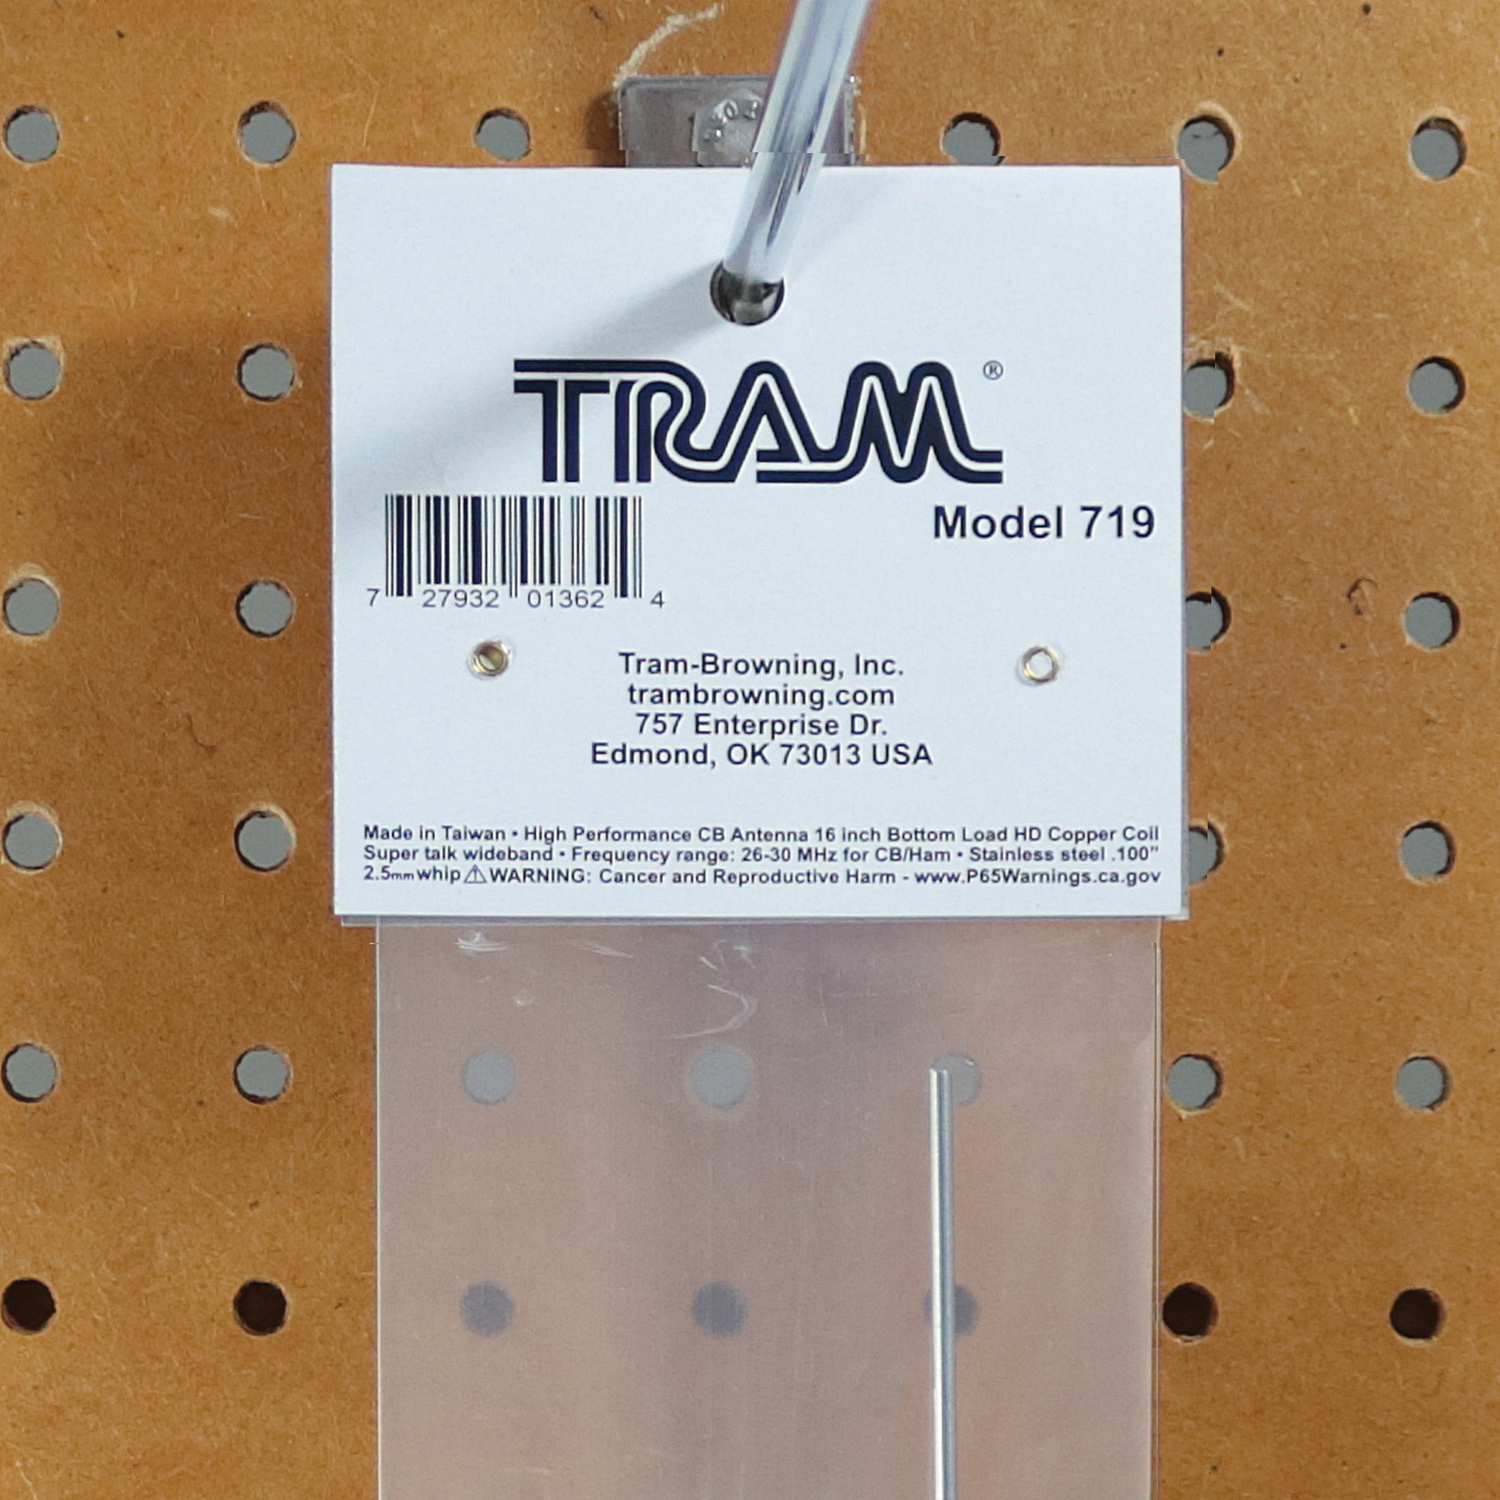 TRAM®
Model 719
7 27932 01362 4
Tram-Browning, Inc.
trambrowning.com
757 Enterprise Dr.
Edmond, OK 73013 USA
Made in Taiwan • High Performance CB Antenna 16 inch Bottom Load HD Copper Coil
Super talk wideband • Frequency range: 26-30 MHz for CB/Ham • Stainless steel .100"
2.5mm whip ⚠WARNING: Cancer and Reproductive Harm - www.P65Warnings.ca.gov